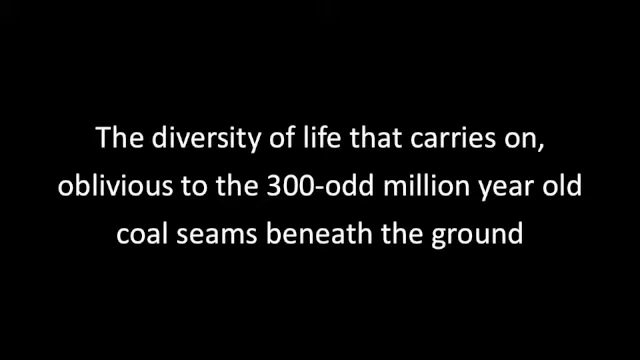 The diversity of life that carries on,
oblivious to the 300-odd million year old
coal seams beneath the ground